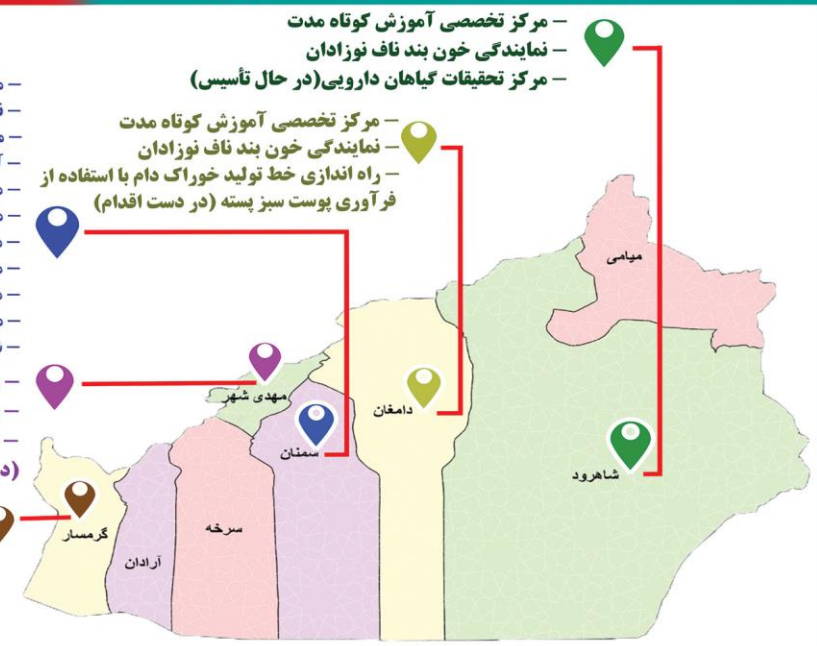 – مرکز تخصصی آموزش کوتاه مدت
– نمایندگی خون بند ناف نوزادان
– مرکز تحقیقات گیاهان دارویی(در حال تأسیس)
– مرکز تخصصی آموزش کوتاه مدت
– نمایندگی خون بند ناف نوزادان
– راه اندازی خط تولید خوراک دام با استفاده از
فرآوری پوست سبز پسته (در دست اقدام)
میامی
مهدی شهر
دامغان
سمنان
شاهرود
سرخه
گرمسار
آرادان